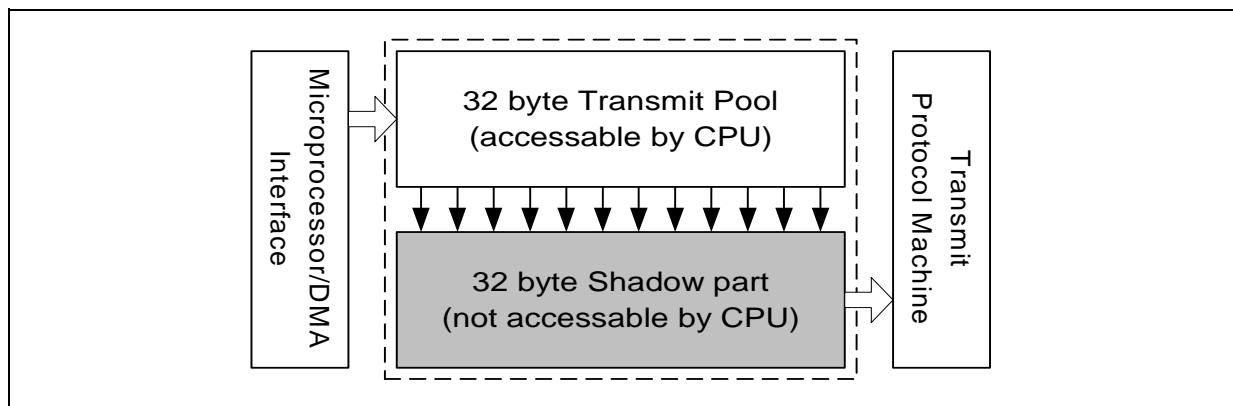 Microprocessor/DMA
Interface
32 byte Transmit Pool
(accessable by CPU)
32 byte Shadow part
(not accessable by CPU)
Transmit
Protocol Machine